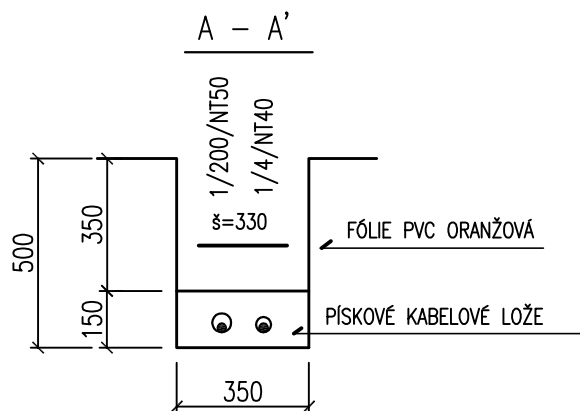 A - A'
1/200/NT50
1/4/NT40
š=330
FÓLIE PVC ORANŽOVÁ
500
350
150
PÍSKOVÉ KABELOVÉ LOŽE
350